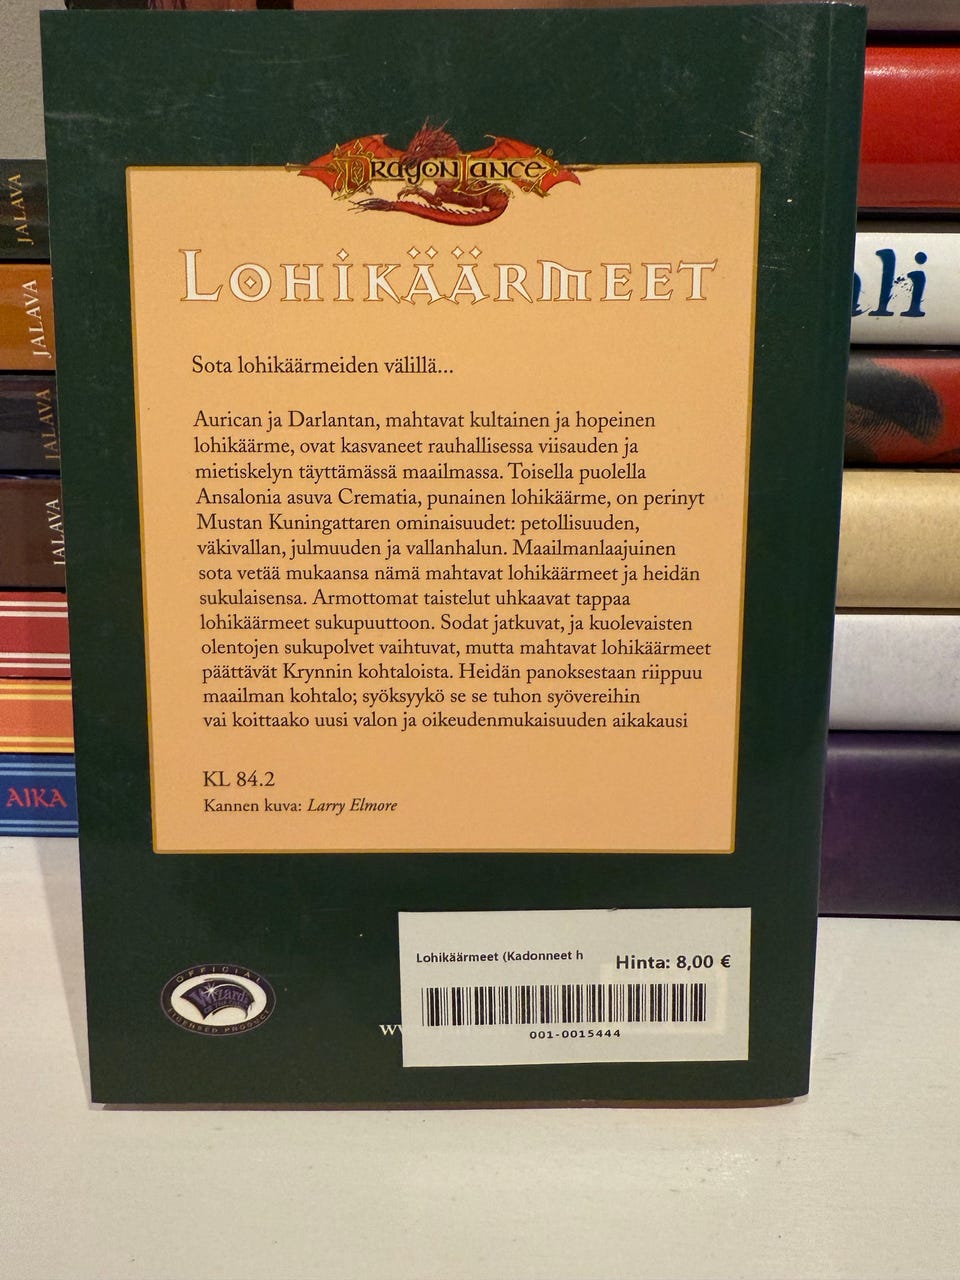 DRAGONLANCE
LOHIKÄÄRMEET
Sota lohikäärmeiden välillä...
Aurican ja Darlantan, mahtavat kultainen ja hopeinen
lohikäärme, ovat kasvaneet rauhallisessa viisauden ja
mietiskelyn täyttämässä maailmassa. Toisella puolella
Ansalonia asuva Crematia, punainen lohikäärme, on perinyt
Mustan Kuningattaren ominaisuudet: petollisuuden,
väkivallan, julmuuden ja vallanhalun. Maailmanlaajuinen
sota vetää mukaansa nämä mahtavat lohikäärmeet ja heidän
sukulaisensa. Armottomat taistelut uhkaavat tappaa
lohikäärmeet sukupuuttoon. Sodat jatkuvat, ja kuolevaisten
olentojen sukupolvet vaihtuvat, mutta mahtavat lohikäärmeet
päättävät Krynnin kohtaloista. Heidän panoksestaan riippuu
maailman kohtalo; syöksyykö se se tuhon syövereihin
vai koittaako uusi valon ja oikeudenmukaisuuden aikakausi
KL 84.2
Kannen kuva: Larry Elmore
Lohikäärmeet (Kadonneet h
Hinta: 8,00 €
001-0015444
OFFICIAL
Wizards
LICENSED PRODUCT
JALAVA
JALAVA
JALAVA
JALAVA
AIKA